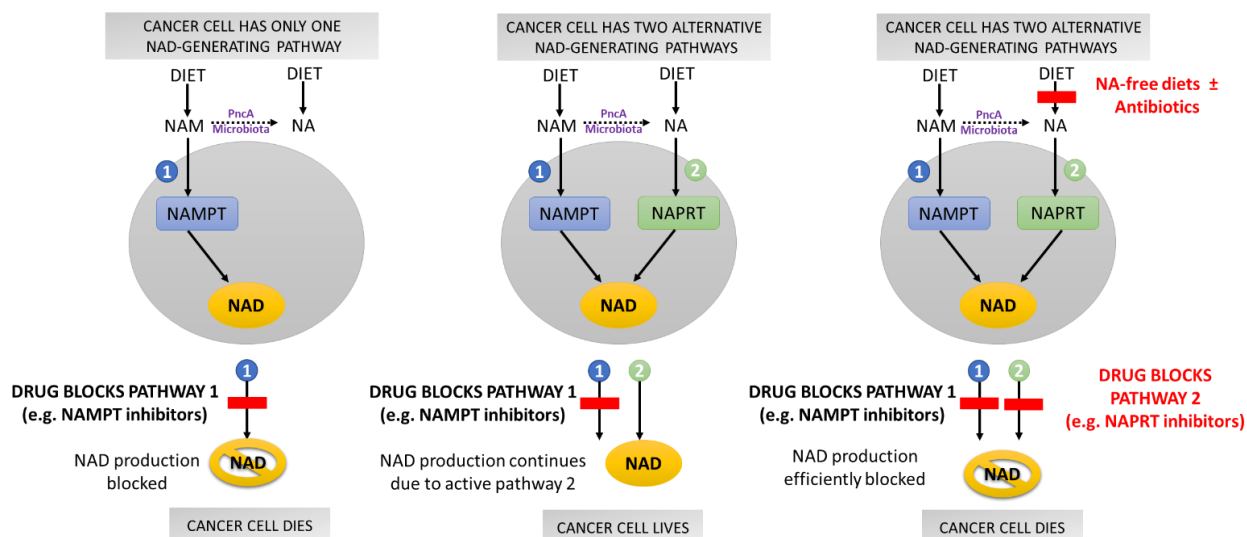 CANCER CELL HAS ONLY ONE
NAD-GENERATING PATHWAY
DIET
DIET
PncA
NAM
NA
Microbiota
1
NAMPT
NAD
1
DRUG BLOCKS PATHWAY 1
(e.g. NAMPT inhibitors)
NAD production
blocked
NAD
CANCER CELL DIES
CANCER CELL HAS TWO ALTERNATIVE
NAD-GENERATING PATHWAYS
DIET
DIET
PncA
NAM
NA
Microbiota
1
2
NAMPT
NAPRT
NAD
1
2
DRUG BLOCKS PATHWAY 1
(e.g. NAMPT inhibitors)
NAD production continues
due to active pathway 2
NAD
CANCER CELL LIVES
CANCER CELL HAS TWO ALTERNATIVE
NAD-GENERATING PATHWAYS
DIET
DIET
NA-free diets ±
Antibiotics
PncA
NAM
NA
Microbiota
1
2
NAMPT
NAPRT
NAD
1
2
DRUG BLOCKS PATHWAY 1
(e.g. NAMPT inhibitors)
DRUG BLOCKS
PATHWAY 2
(e.g. NAPRT inhibitors)
NAD production
efficiently blocked
NAD
CANCER CELL DIES